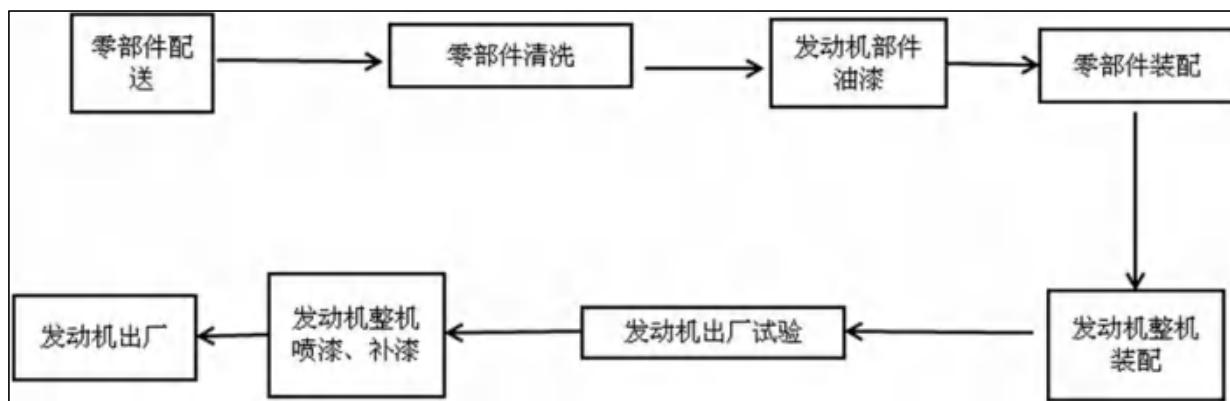 零部件配
送
零部件清洗
发动机部件
油漆
零部件装配
发动机整机
装配
发动机出厂试验
发动机整机
喷漆、补漆
发动机出厂